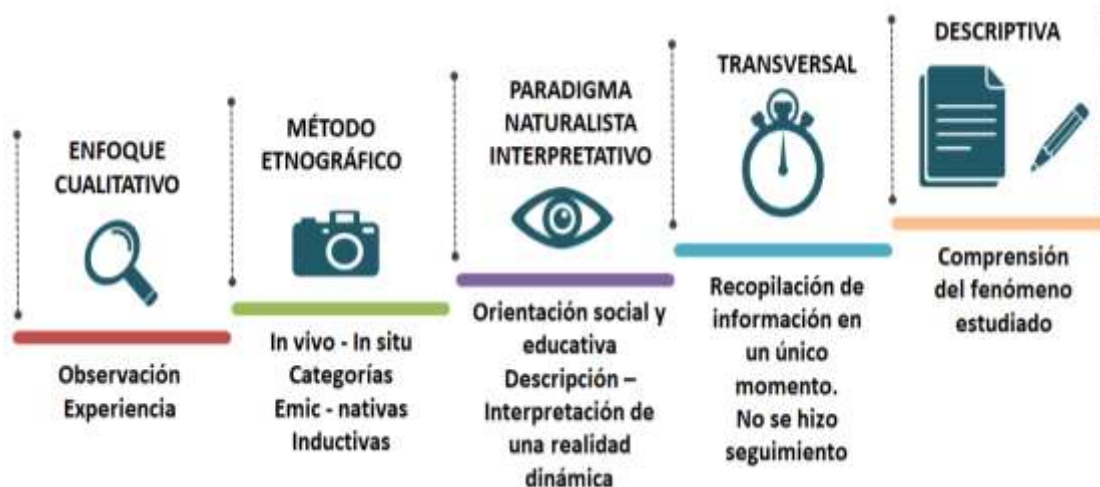 ENFOQUE
CUALITATIVO
Observación
Experiencia
MÉTODO
ETNOGRÁFICO
In vivo - In situ
Categorías
Emic - nativas
Inductivas
PARADIGMA
NATURALISTA
INTERPRETATIVO
Orientación social y
educativa
Descripción –
Interpretación de
una realidad
dinámica
TRANSVERSAL
Recopilación de
información en
un único
momento.
No se hizo
seguimiento
DESCRIPTIVA
Comprensión
del fenómeno
estudiado